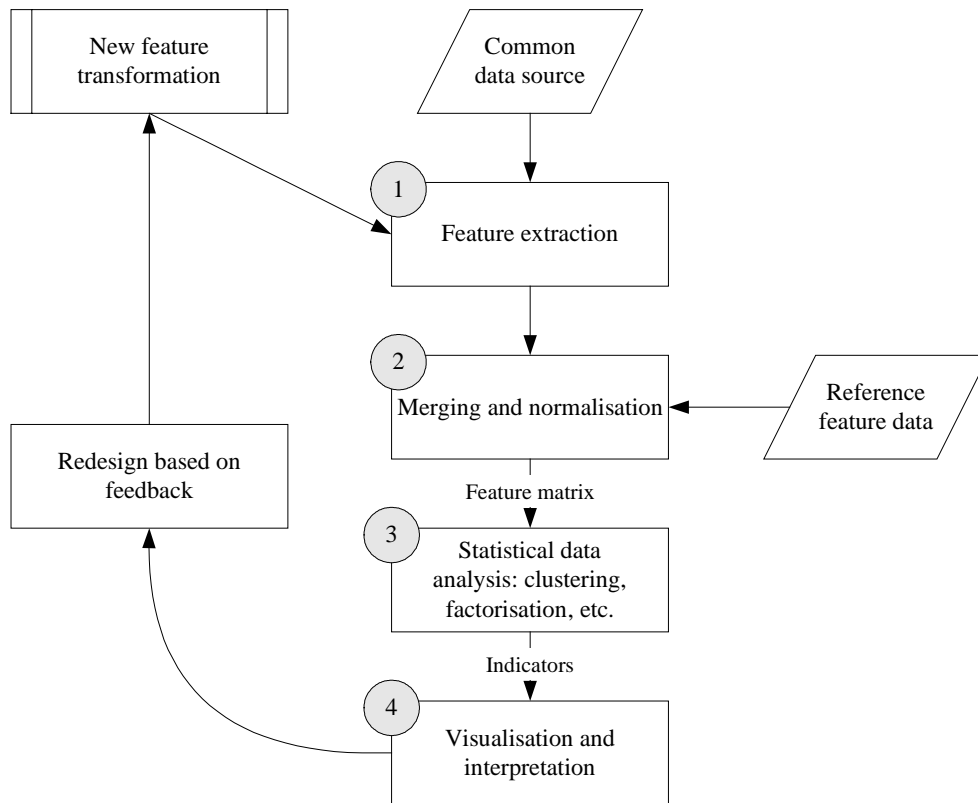 New feature
transformation
Common
data source
1
Feature extraction
2
Merging and normalisation
Reference
feature data
Redesign based on
feedback
Feature matrix
3
Statistical data
analysis: clustering,
factorisation, etc.
Indicators
4
Visualisation and
interpretation